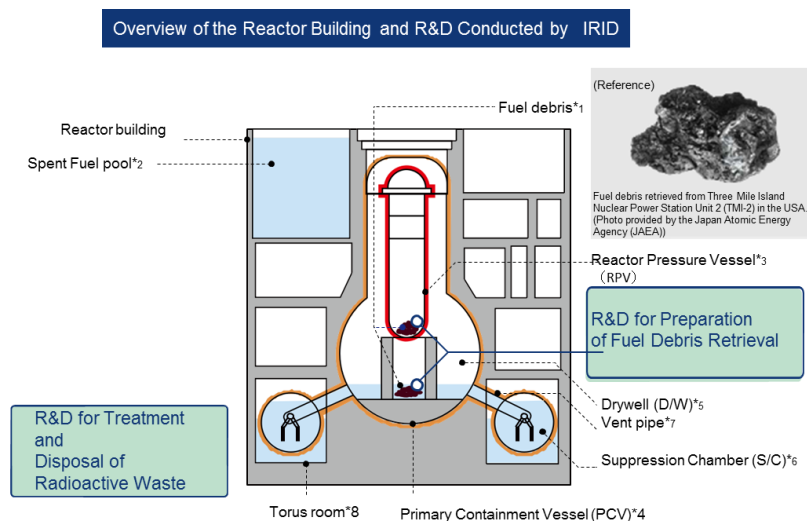 Overview of the Reactor Building and R&D Conducted by IRID
Fuel debris*1
(Reference)
Reactor building
Spent Fuel pool*2
Fuel debris retrieved from Three Mile Island
Nuclear Power Station Unit 2 (TMI-2) in the USA.
(Photo provided by the Japan Atomic Energy
Agency (JAEA))
Reactor Pressure Vessel*3
(RPV)
R&D for Preparation
of Fuel Debris Retrieval
Drywell (D/W)*5
Vent pipe*7
R&D for Treatment
and
Disposal of
Radioactive Waste
Suppression Chamber (S/C)*6
Torus room*8
Primary Containment Vessel (PCV)*4